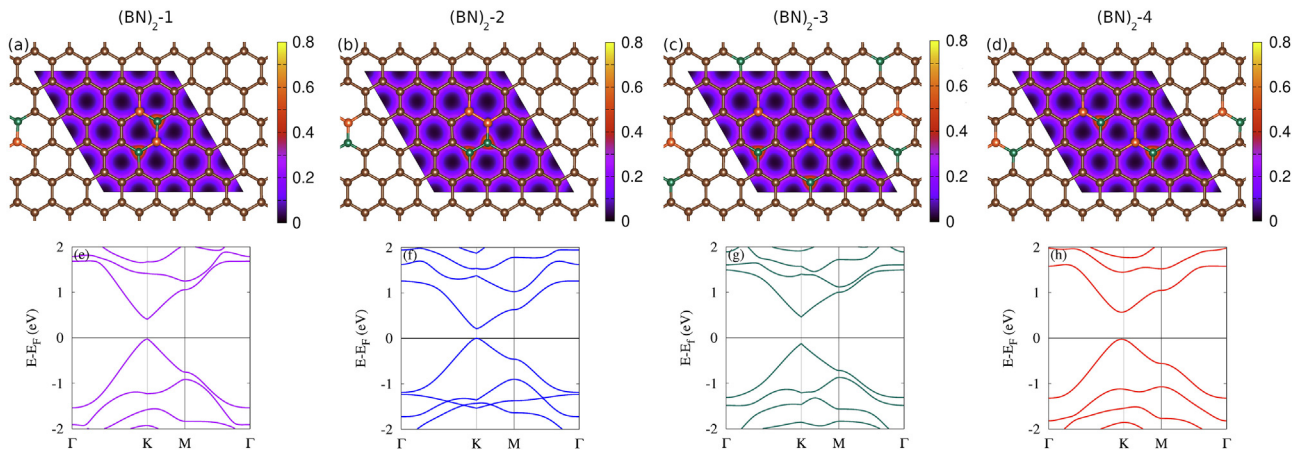 (BN)2-1 (BN)2-2 (BN)2-3 (BN)2-4
(a) 0.8 (b) 0.8 (c) 0.8 (d) 0.8
0.6 0.6 0.6 0.6
0.4 0.4 0.4 0.4
0.2 0.2 0.2 0.2
0 0 0 0
2 (e) 2 (f) 2 (g) 2 (h)
1 1 1 1
0 0 0 0
-1 -1 -1 -1
-2 -2 -2 -2
E-EF (eV) E-EF (eV) E-Ef (eV) E-EF (eV)
Γ K M Γ Γ K M Γ Γ K M Γ Γ K M Γ